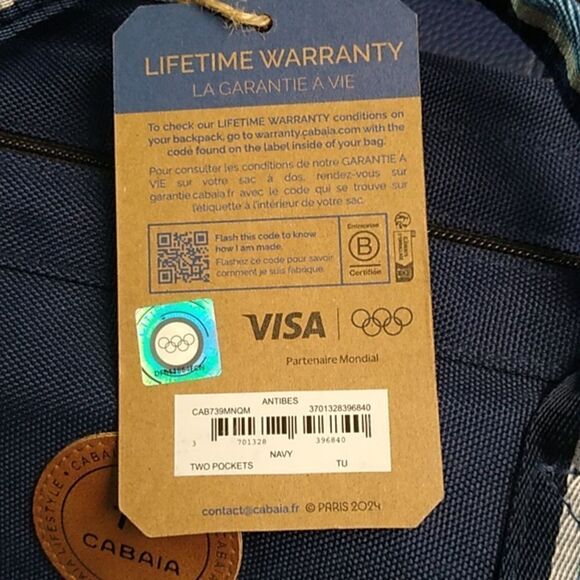 LIFETIME WARRANTY
LA GARANTIE À VIE
To check our LIFETIME WARRANTY conditions on
your backpack, go to warranty.cabaia.com with the
code found on the label inside of your bag.
Pour consulter les conditions de notre GARANTIE À
VIE sur votre sac à dos, rendez-vous sur
garantie.cabaia.fr avec le code qui se trouve sur
l'étiquette à l'intérieur de votre sac.
Flash this code to know
how I am made.
Flashez ce code pour savoir
comment je suis fabriqué.
Entreprise
B
Certifiée
VISA
Partenaire Mondial
ANTIBES
CAB739MNQM 3701328396840
3 701328 396840
NAVY
TWO POCKETS TU
contact@cabaia.fr © PARIS 2024
CABAIA
LIFESTYLE • CABAIA